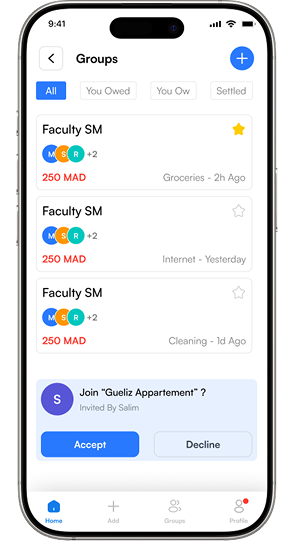 9:41
Groups
All You Owed You Ow Settled
Faculty SM
M S R +2
250 MAD Groceries - 2h Ago
Faculty SM
M S R +2
250 MAD Internet - Yesterday
Faculty SM
M S R +2
250 MAD Cleaning - 1d Ago
S Join “Gueliz Appartement” ?
Invited By Salim
Accept Decline
Home Add Groups Profile